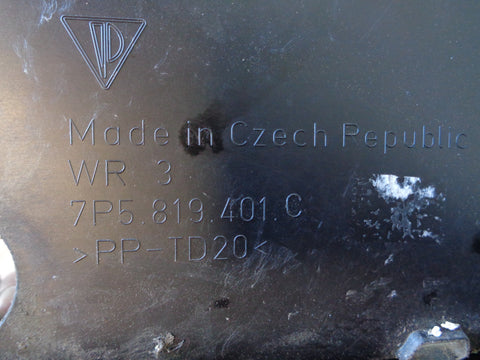 Made in Czech Republic
WR 3
7P5.819.401.C
>PP-TD20<